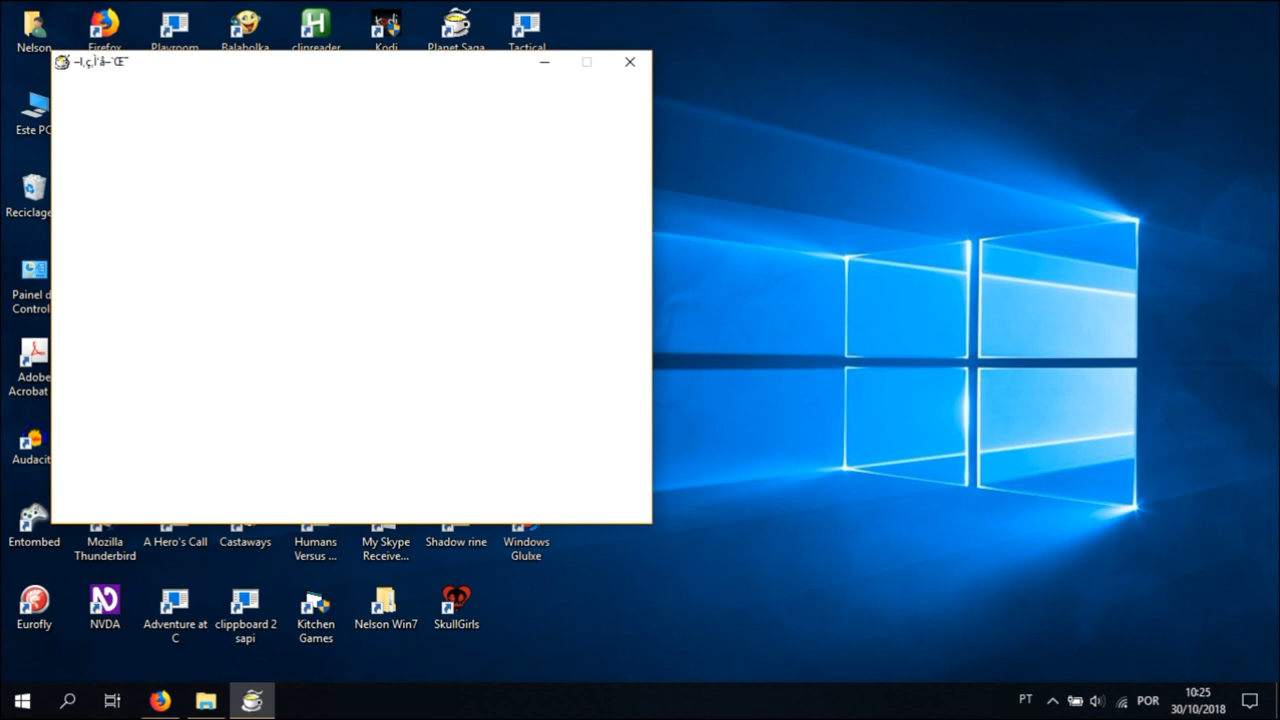 Nelson
Firefox
Playroom
Balabolka
clipreader
Kodi
Planet Saga
Tactical
Este PC
Reciclage
Painel d
Control
Adobe
Acrobat
Audacit
Entombed
Mozilla
Thunderbird
A Hero's Call
Castaways
Humans
Versus ...
My Skype
Receive...
Shadow rine
Windows
Glulxe
Eurofly
NVDA
Adventure at
C
clippboard 2
sapi
Kitchen
Games
Nelson Win7
SkullGirls
PT
POR
10:25
30/10/2018